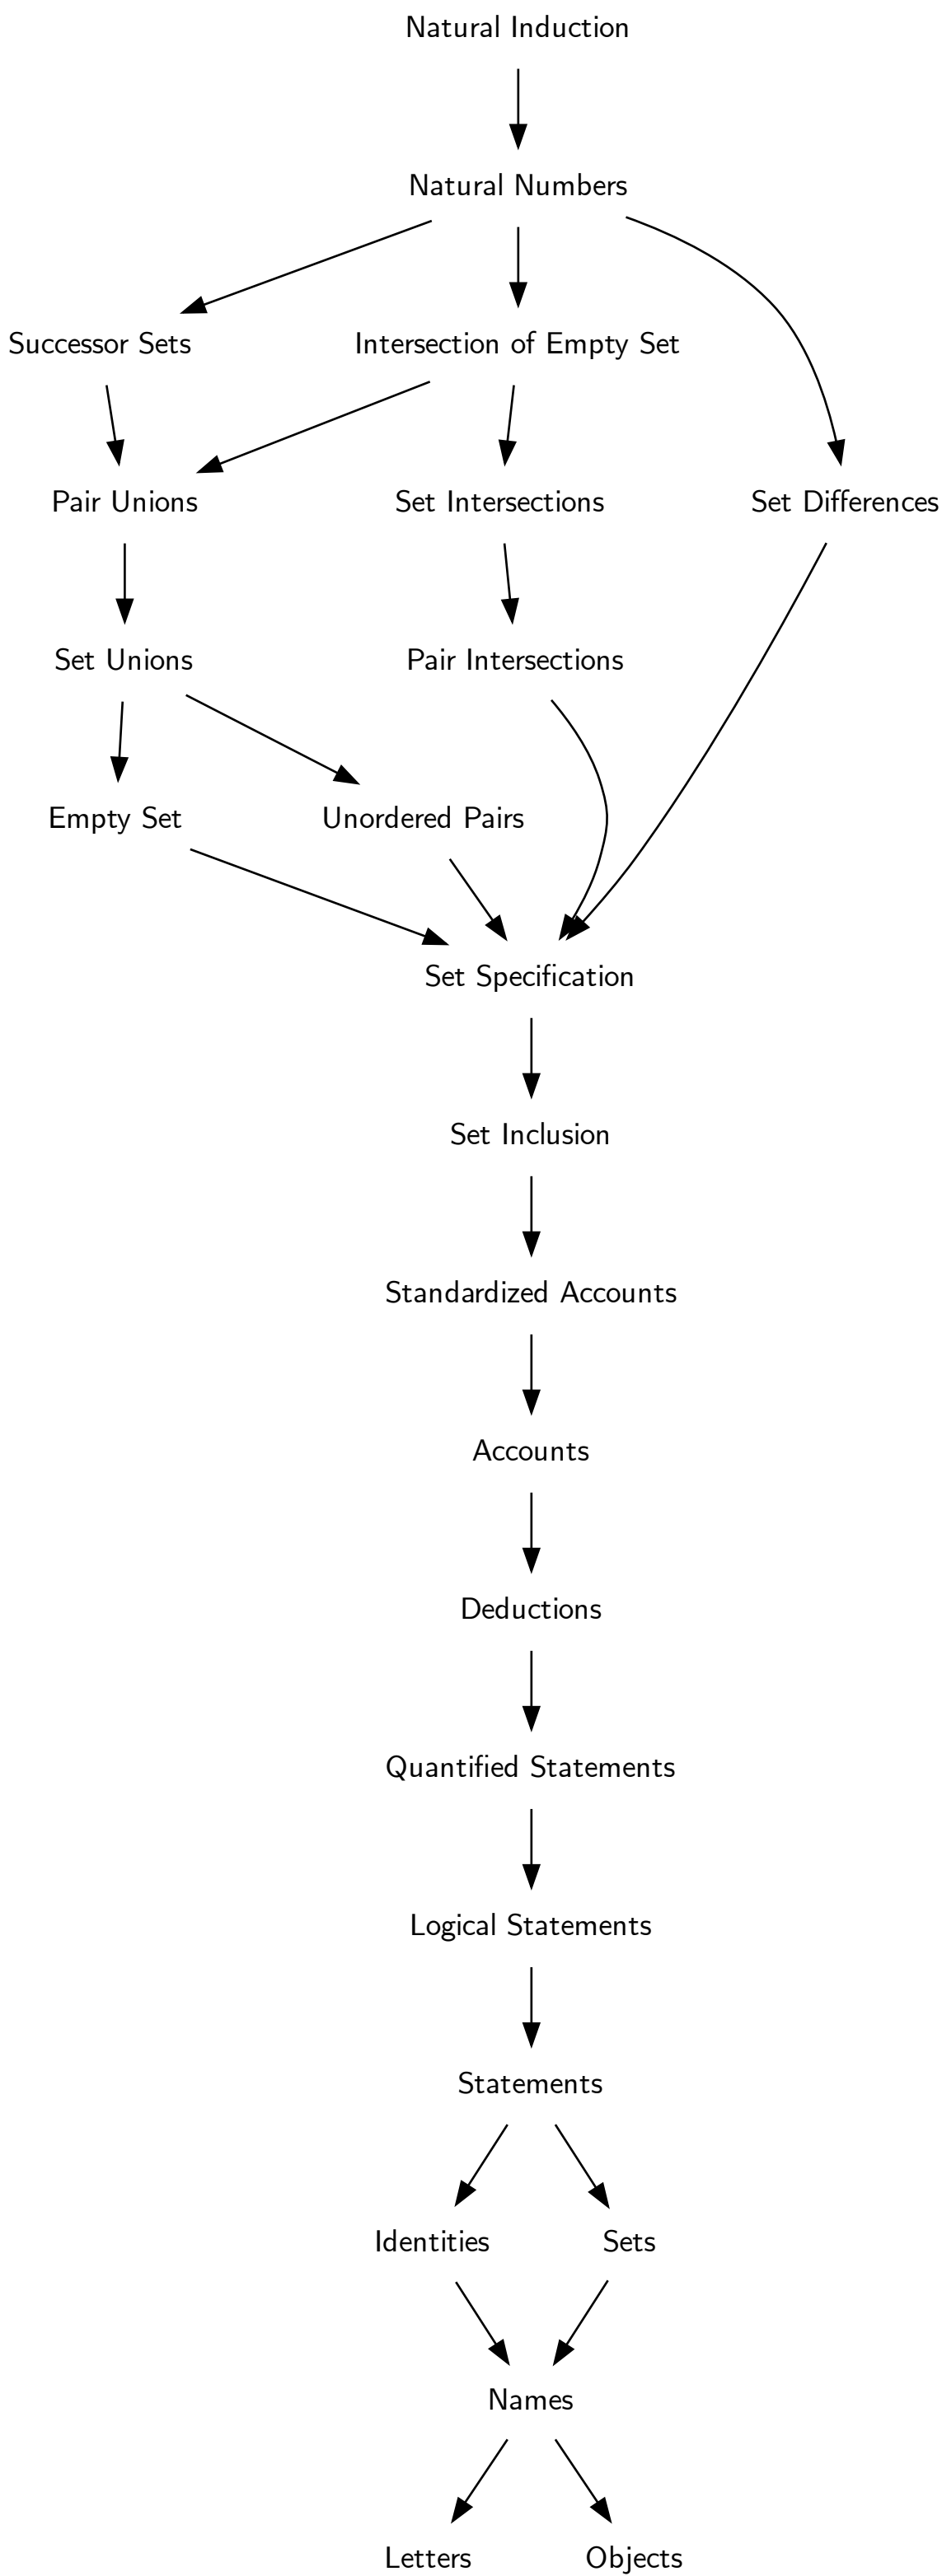 Natural Induction
Natural Numbers
Successor Sets
Intersection of Empty Set
Pair Unions
Set Intersections
Set Differences
Set Unions
Pair Intersections
Empty Set
Unordered Pairs
Set Specification
Set Inclusion
Standardized Accounts
Accounts
Deductions
Quantified Statements
Logical Statements
Statements
Identities
Sets
Names
Letters
Objects